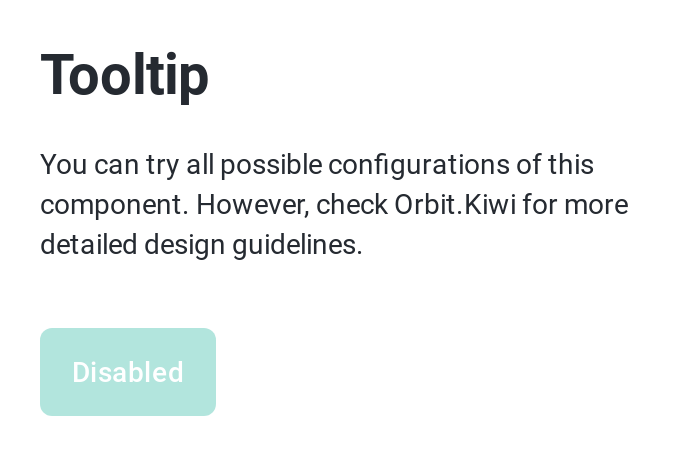 Tooltip
You can try all possible configurations of this
component. However, check Orbit.Kiwi for more
detailed design guidelines.
Disabled